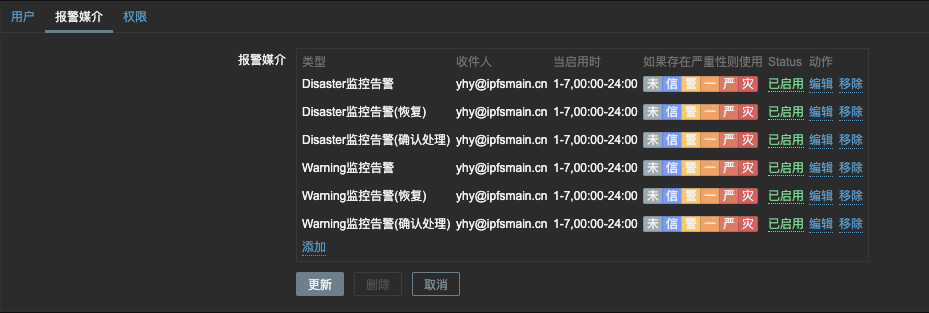 用户 报警媒介 权限
报警媒介 类型 收件人 当启用时 如果存在严重性则使用 Status 动作
Disaster监控告警 yhy@ipfsmain.cn 1-7,00:00-24:00 未 信 警 一 严 灾 已启用 编辑 移除
Disaster监控告警(恢复) yhy@ipfsmain.cn 1-7,00:00-24:00 未 信 警 一 严 灾 已启用 编辑 移除
Disaster监控告警(确认处理) yhy@ipfsmain.cn 1-7,00:00-24:00 未 信 警 一 严 灾 已启用 编辑 移除
Warning监控告警 yhy@ipfsmain.cn 1-7,00:00-24:00 未 信 警 一 严 灾 已启用 编辑 移除
Warning监控告警(恢复) yhy@ipfsmain.cn 1-7,00:00-24:00 未 信 警 一 严 灾 已启用 编辑 移除
Warning监控告警(确认处理) yhy@ipfsmain.cn 1-7,00:00-24:00 未 信 警 一 严 灾 已启用 编辑 移除
添加
更新 删除 取消